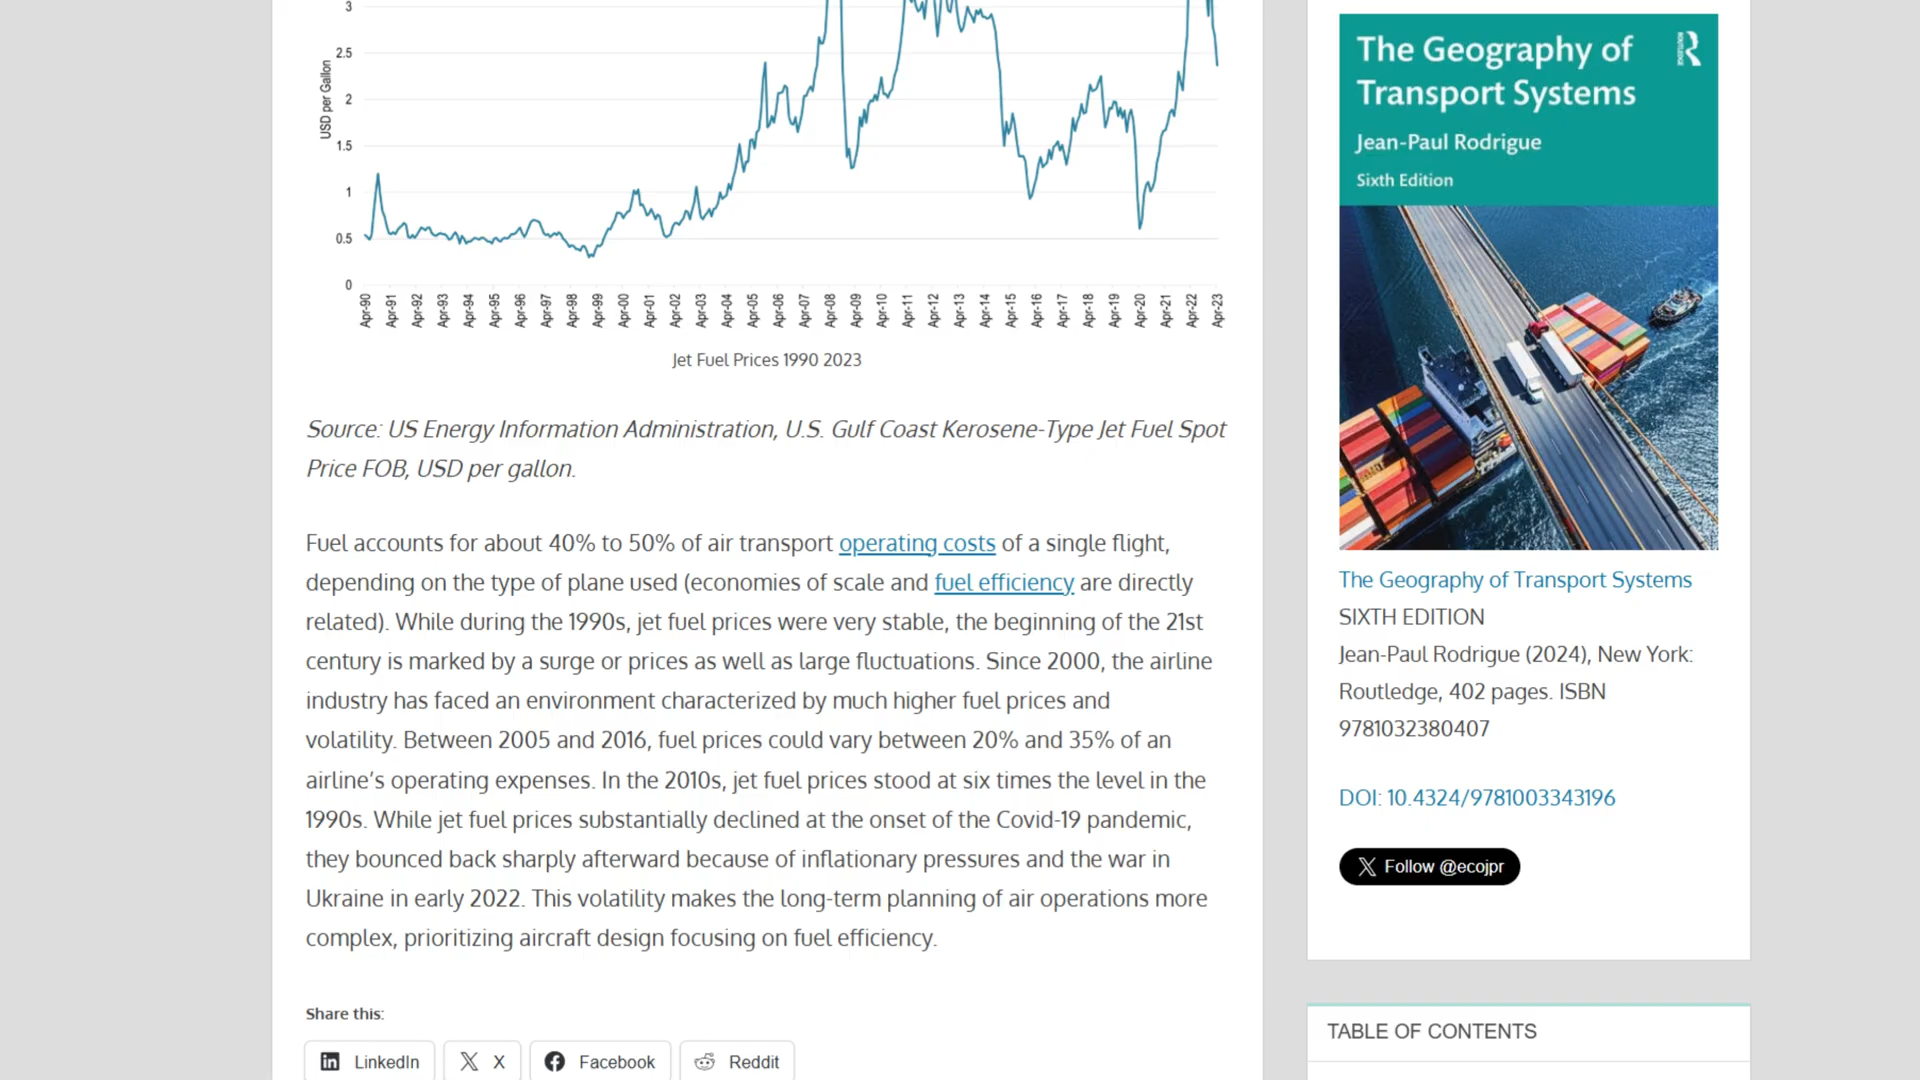 3
2.5
2
1.5
1
0.5
0
USD per Gallon
Apr-90
Apr-91
Apr-92
Apr-93
Apr-94
Apr-95
Apr-96
Apr-97
Apr-98
Apr-99
Apr-00
Apr-01
Apr-02
Apr-03
Apr-04
Apr-05
Apr-06
Apr-07
Apr-08
Apr-09
Apr-10
Apr-11
Apr-12
Apr-13
Apr-14
Apr-15
Apr-16
Apr-17
Apr-18
Apr-19
Apr-20
Apr-21
Apr-22
Apr-23
Jet Fuel Prices 1990 2023
Source: US Energy Information Administration, U.S. Gulf Coast Kerosene-Type Jet Fuel Spot
Price FOB, USD per gallon.
Fuel accounts for about 40% to 50% of air transport operating costs of a single flight,
depending on the type of plane used (economies of scale and fuel efficiency are directly
related). While during the 1990s, jet fuel prices were very stable, the beginning of the 21st
century is marked by a surge or prices as well as large fluctuations. Since 2000, the airline
industry has faced an environment characterized by much higher fuel prices and
volatility. Between 2005 and 2016, fuel prices could vary between 20% and 35% of an
airline’s operating expenses. In the 2010s, jet fuel prices stood at six times the level in the
1990s. While jet fuel prices substantially declined at the onset of the Covid-19 pandemic,
they bounced back sharply afterward because of inflationary pressures and the war in
Ukraine in early 2022. This volatility makes the long-term planning of air operations more
complex, prioritizing aircraft design focusing on fuel efficiency.
Share this:
LinkedIn
X
Facebook
Reddit
The Geography of
Transport Systems
Jean-Paul Rodrigue
Sixth Edition
ROUTLEDGE
The Geography of Transport Systems
SIXTH EDITION
Jean-Paul Rodrigue (2024), New York:
Routledge, 402 pages. ISBN
9781032380407
DOI: 10.4324/9781003343196
Follow @ecojpr
TABLE OF CONTENTS